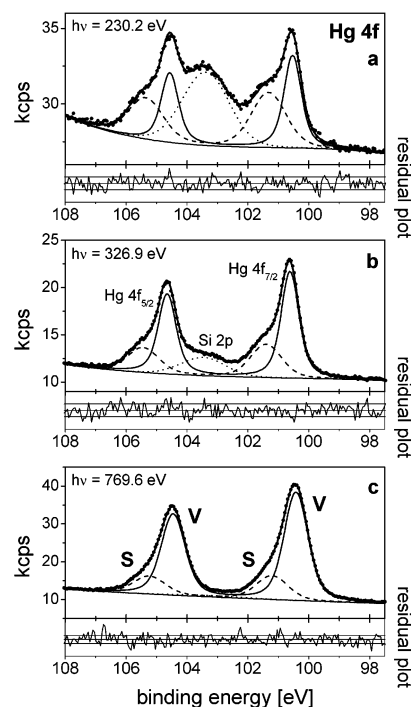 hν = 230.2 eV
Hg 4f
a
35
30
kcps
residual plot
108 106 104 102 100 98
hν = 326.9 eV
b
25
20
15
10
kcps
Hg 4f5/2
Si 2p
Hg 4f7/2
residual plot
108 106 104 102 100 98
hν = 769.6 eV
c
50
40
30
20
10
kcps
S
V
S
V
residual plot
108 106 104 102 100 98
binding energy [eV]